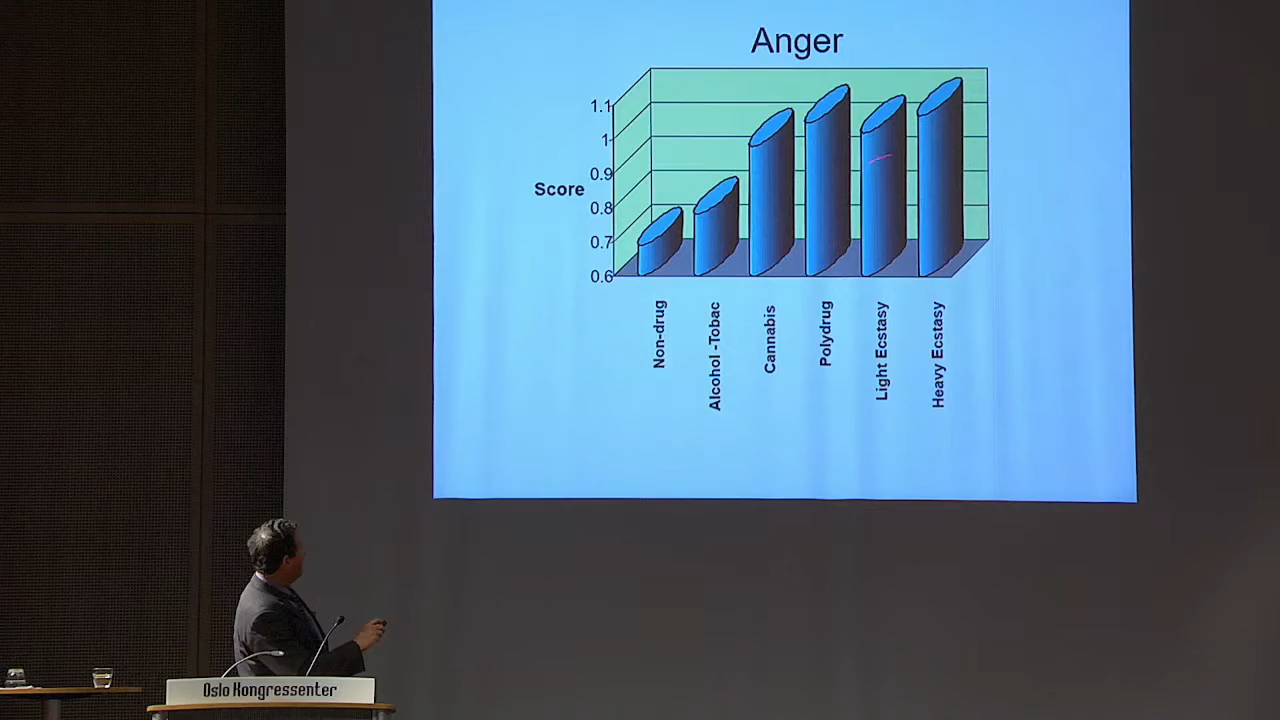 Anger
1.1
1
0.9
Score
0.8
0.7
0.6
Non-drug
Alcohol -Tobac
Cannabis
Polydrug
Light Ecstasy
Heavy Ecstasy
Oslo Kongressenter